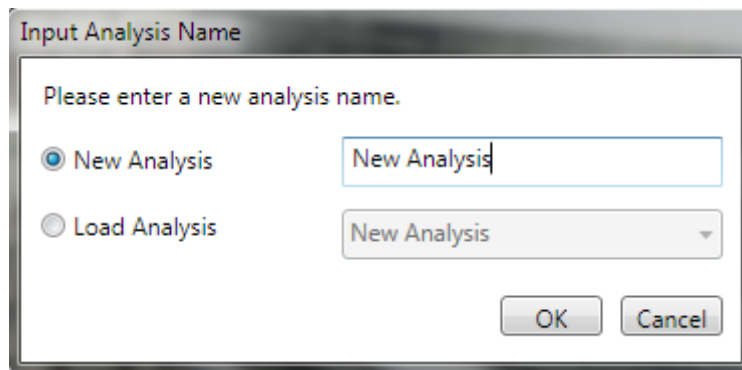 Input Analysis Name
Please enter a new analysis name.
New Analysis New Analysis
Load Analysis New Analysis
OK Cancel